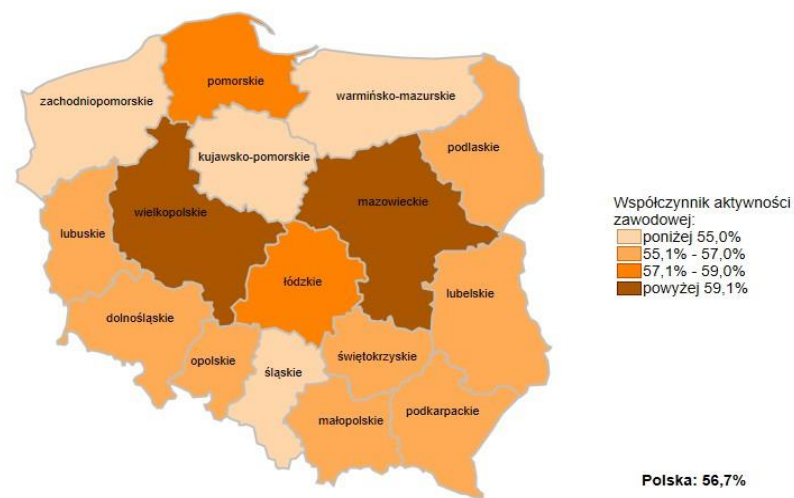 pomorskie
zachodniopomorskie
warmińsko-mazurskie
podlaskie
kujawsko-pomorskie
mazowieckie
wielkopolskie
lubuskie
łódzkie
lubelskie
dolnośląskie
opolskie
śląskie
świętokrzyskie
małopolskie
podkarpackie
Współczynnik aktywności
zawodowej:
poniżej 55,0%
55,1% - 57,0%
57,1% - 59,0%
powyżej 59,1%
Polska: 56,7%